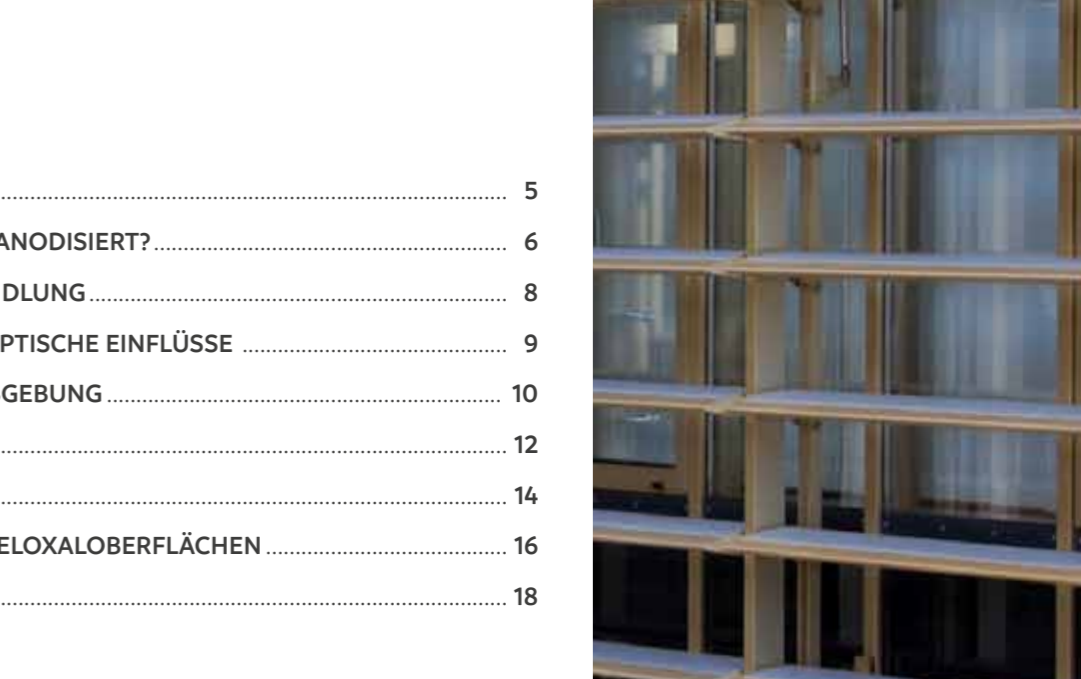 ............................................................ 5
ANODISIERT? ............................................................ 6
DLUNG ............................................................ 8
PTISCHE EINFLÜSSE ............................................................ 9
GEBUNG ............................................................ 10
............................................................ 12
............................................................ 14
ELOXALOBERFLÄCHEN ............................................................ 16
............................................................ 18